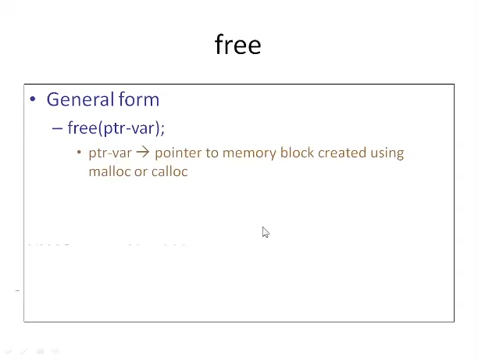 free
• General form
– free(ptr-var);
• ptr-var → pointer to memory block created using
malloc or calloc